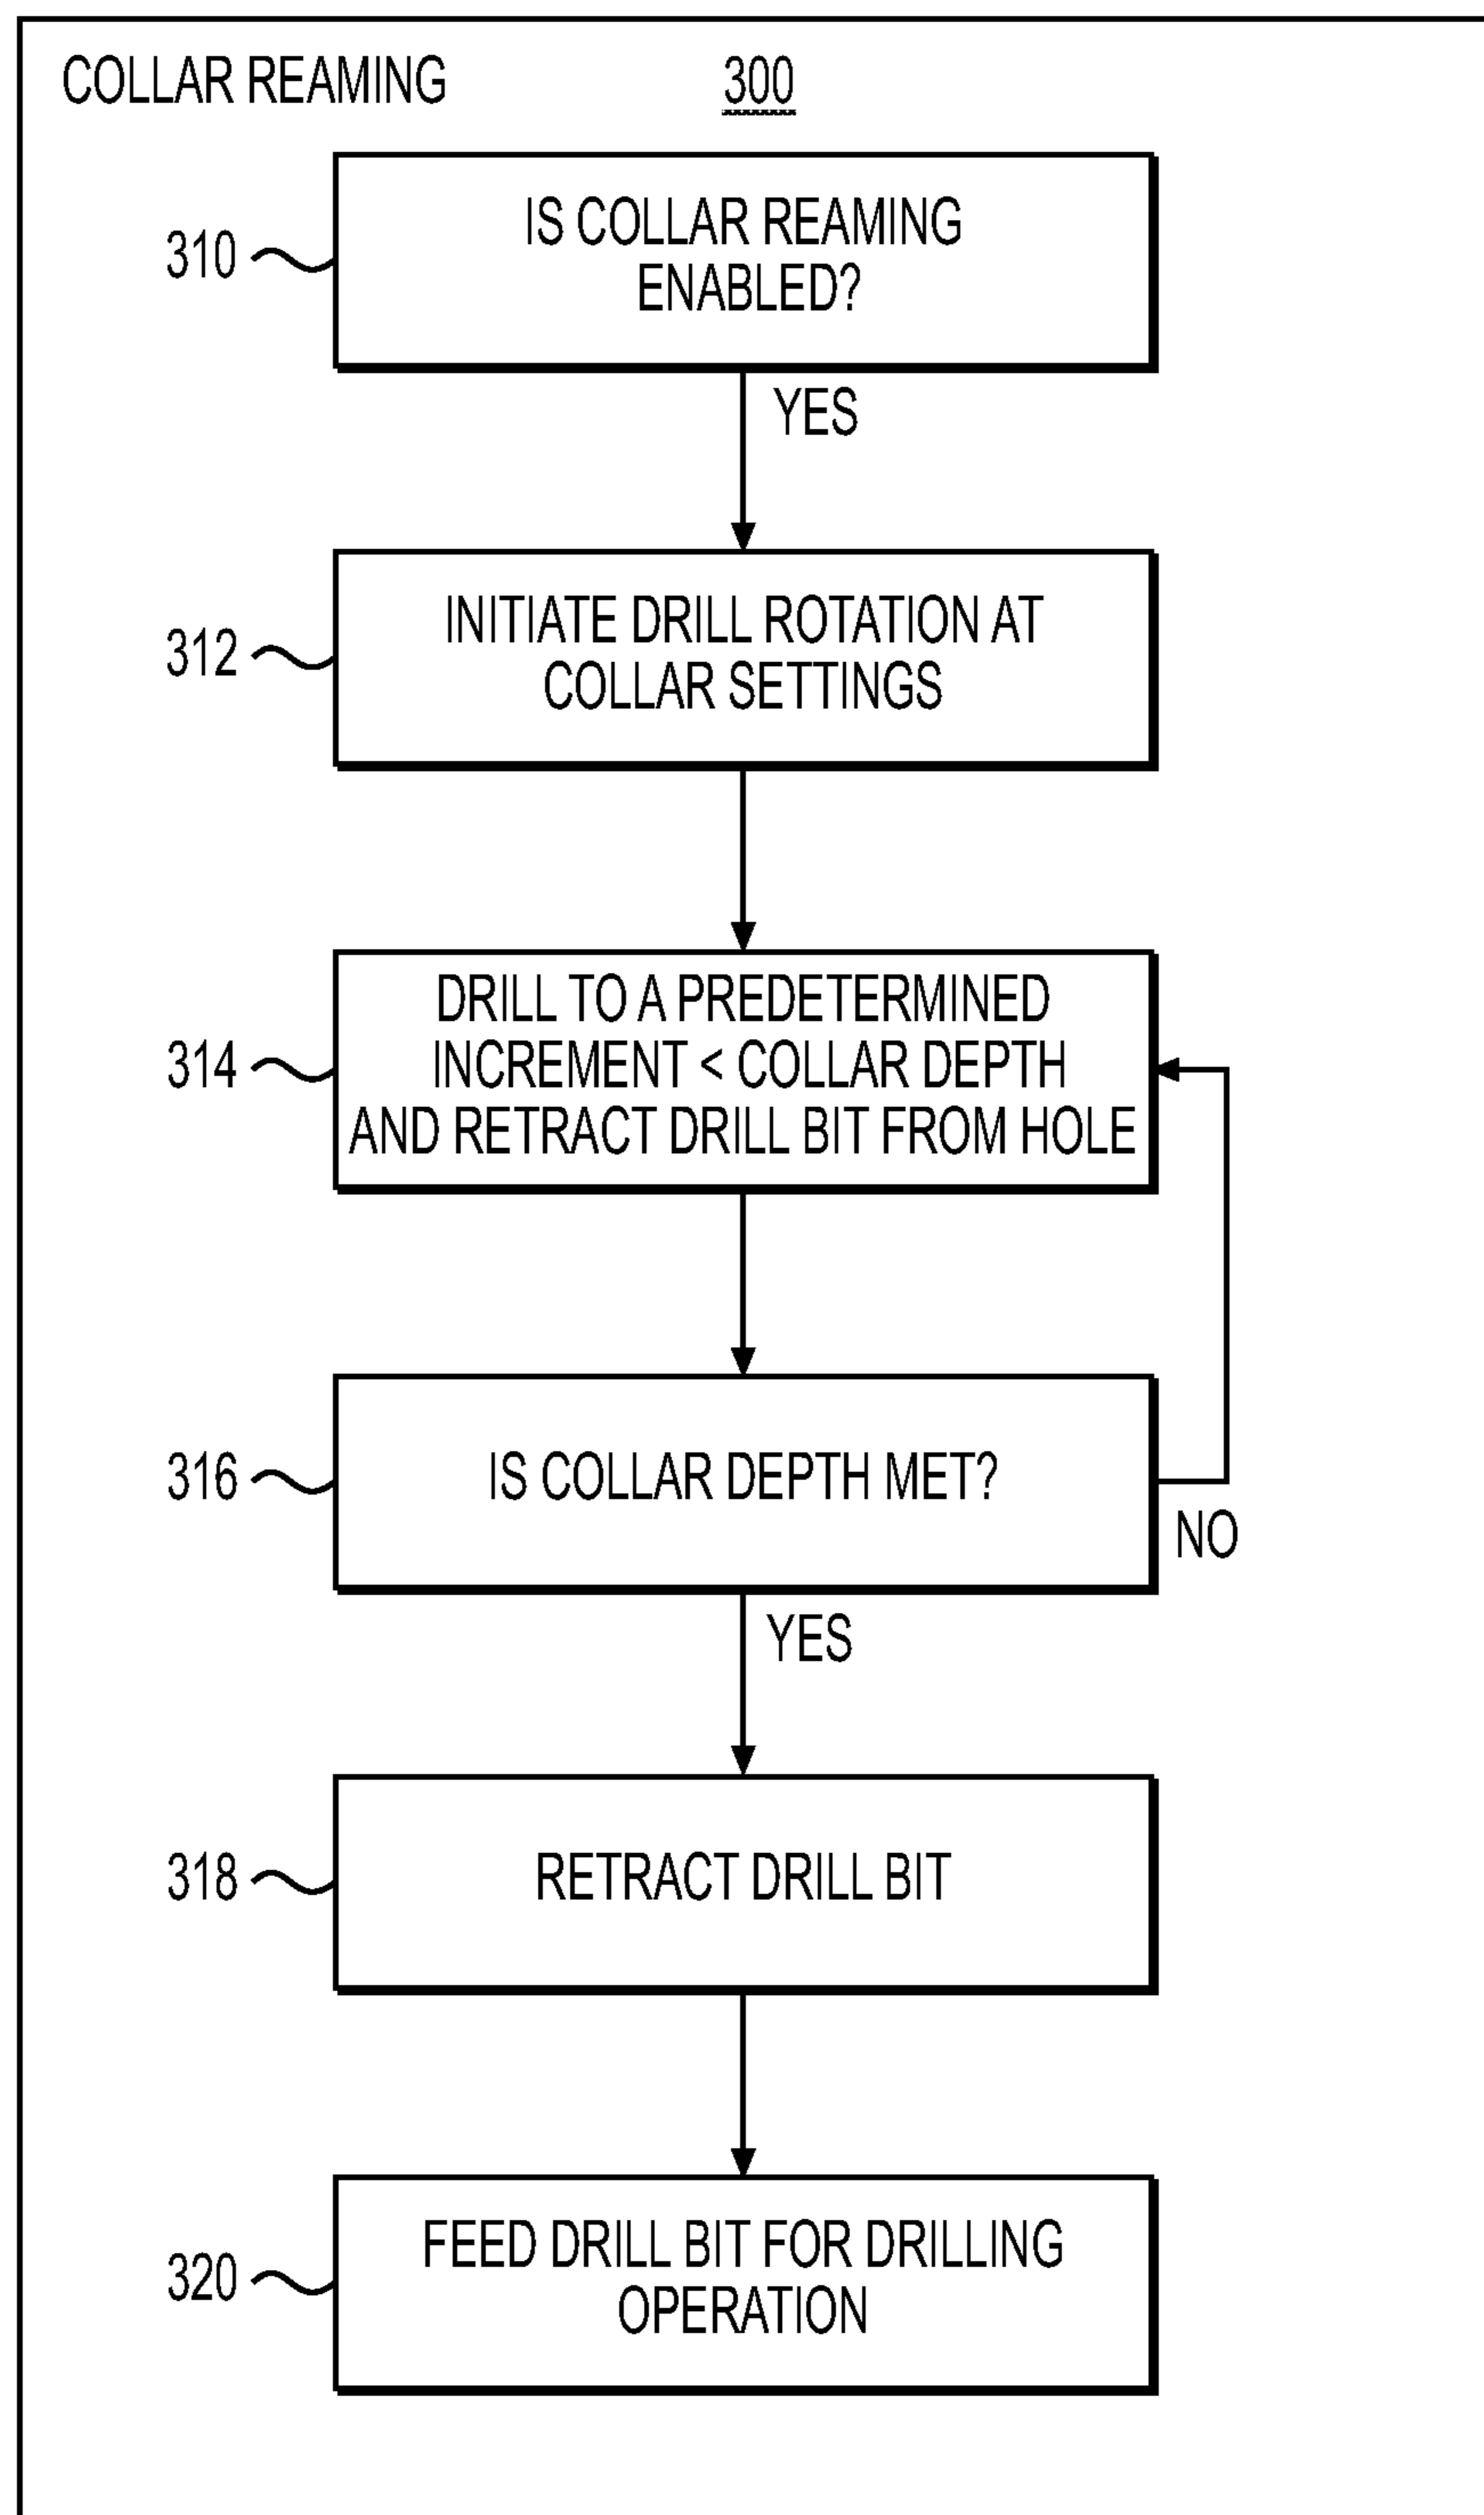 COLLAR REAMING
300
310
IS COLLAR REAMING
ENABLED?
YES
312
INITIATE DRILL ROTATION AT
COLLAR SETTINGS
314
DRILL TO A PREDETERMINED
INCREMENT < COLLAR DEPTH
AND RETRACT DRILL BIT FROM HOLE
316
IS COLLAR DEPTH MET?
NO
YES
318
RETRACT DRILL BIT
320
FEED DRILL BIT FOR DRILLING
OPERATION